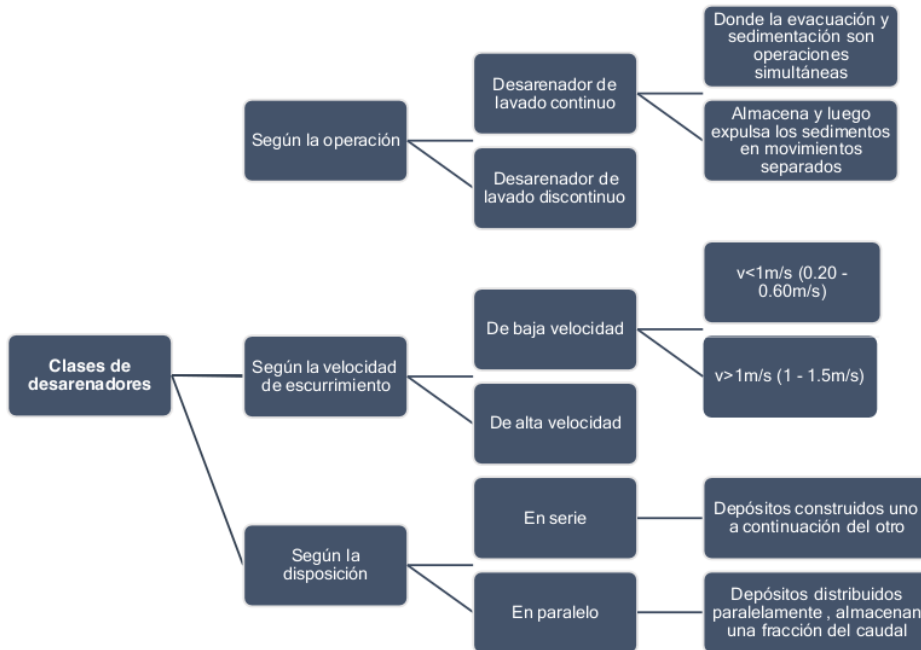 Clases de
desarenadores
Según la operación
Desarenador de
lavado continuo
Donde la evacuación y
sedimentación son
operaciones
simultáneas
Almacena y luego
expulsa los sedimentos
en movimientos
separados
Desarenador de
lavado discontinuo
Según la velocidad
de escurrimiento
De baja velocidad
v<1m/s (0.20 -
0.60m/s)
v>1m/s (1 - 1.5m/s)
De alta velocidad
Según la
disposición
En serie
Depósitos construidos uno
a continuación del otro
En paralelo
Depósitos distribuidos
paralelamente , almacenan
una fracción del caudal